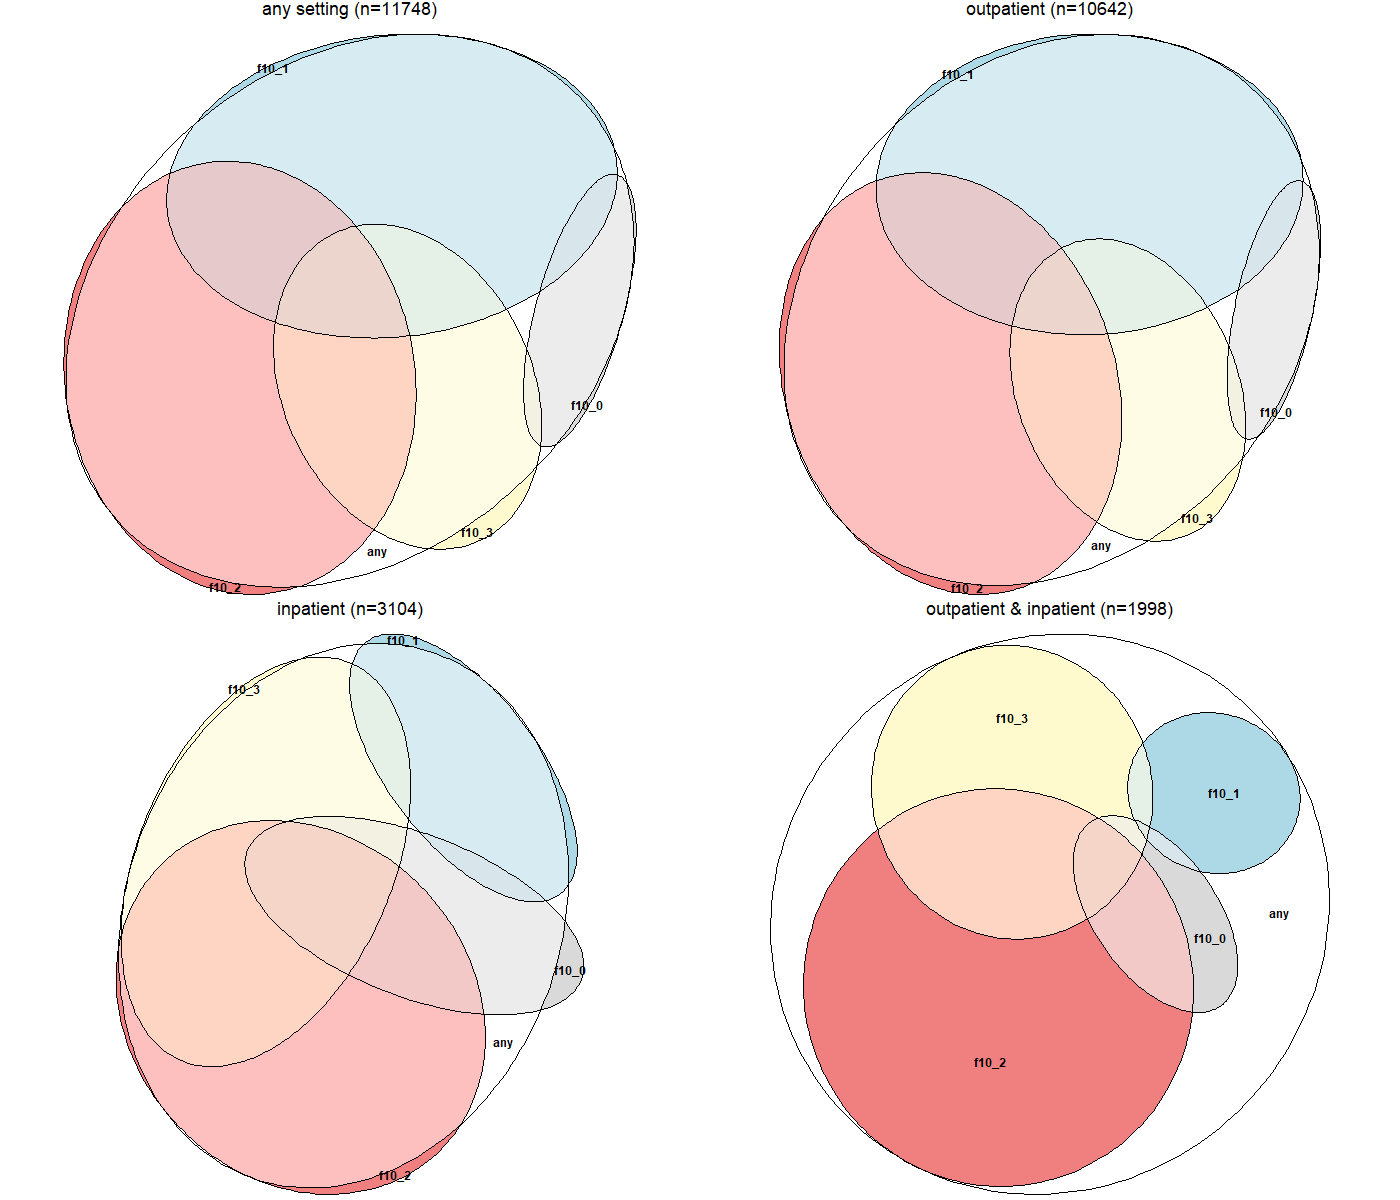 any setting (n=11748)
f10_1
f10_0
f10_3
any
f10_2
outpatient (n=10642)
f10_1
f10_0
f10_3
any
f10_2
inpatient (n=3104)
f10_1
f10_3
f10_0
any
f10_2
outpatient & inpatient (n=1998)
f10_3
f10_1
any
f10_0
f10_2